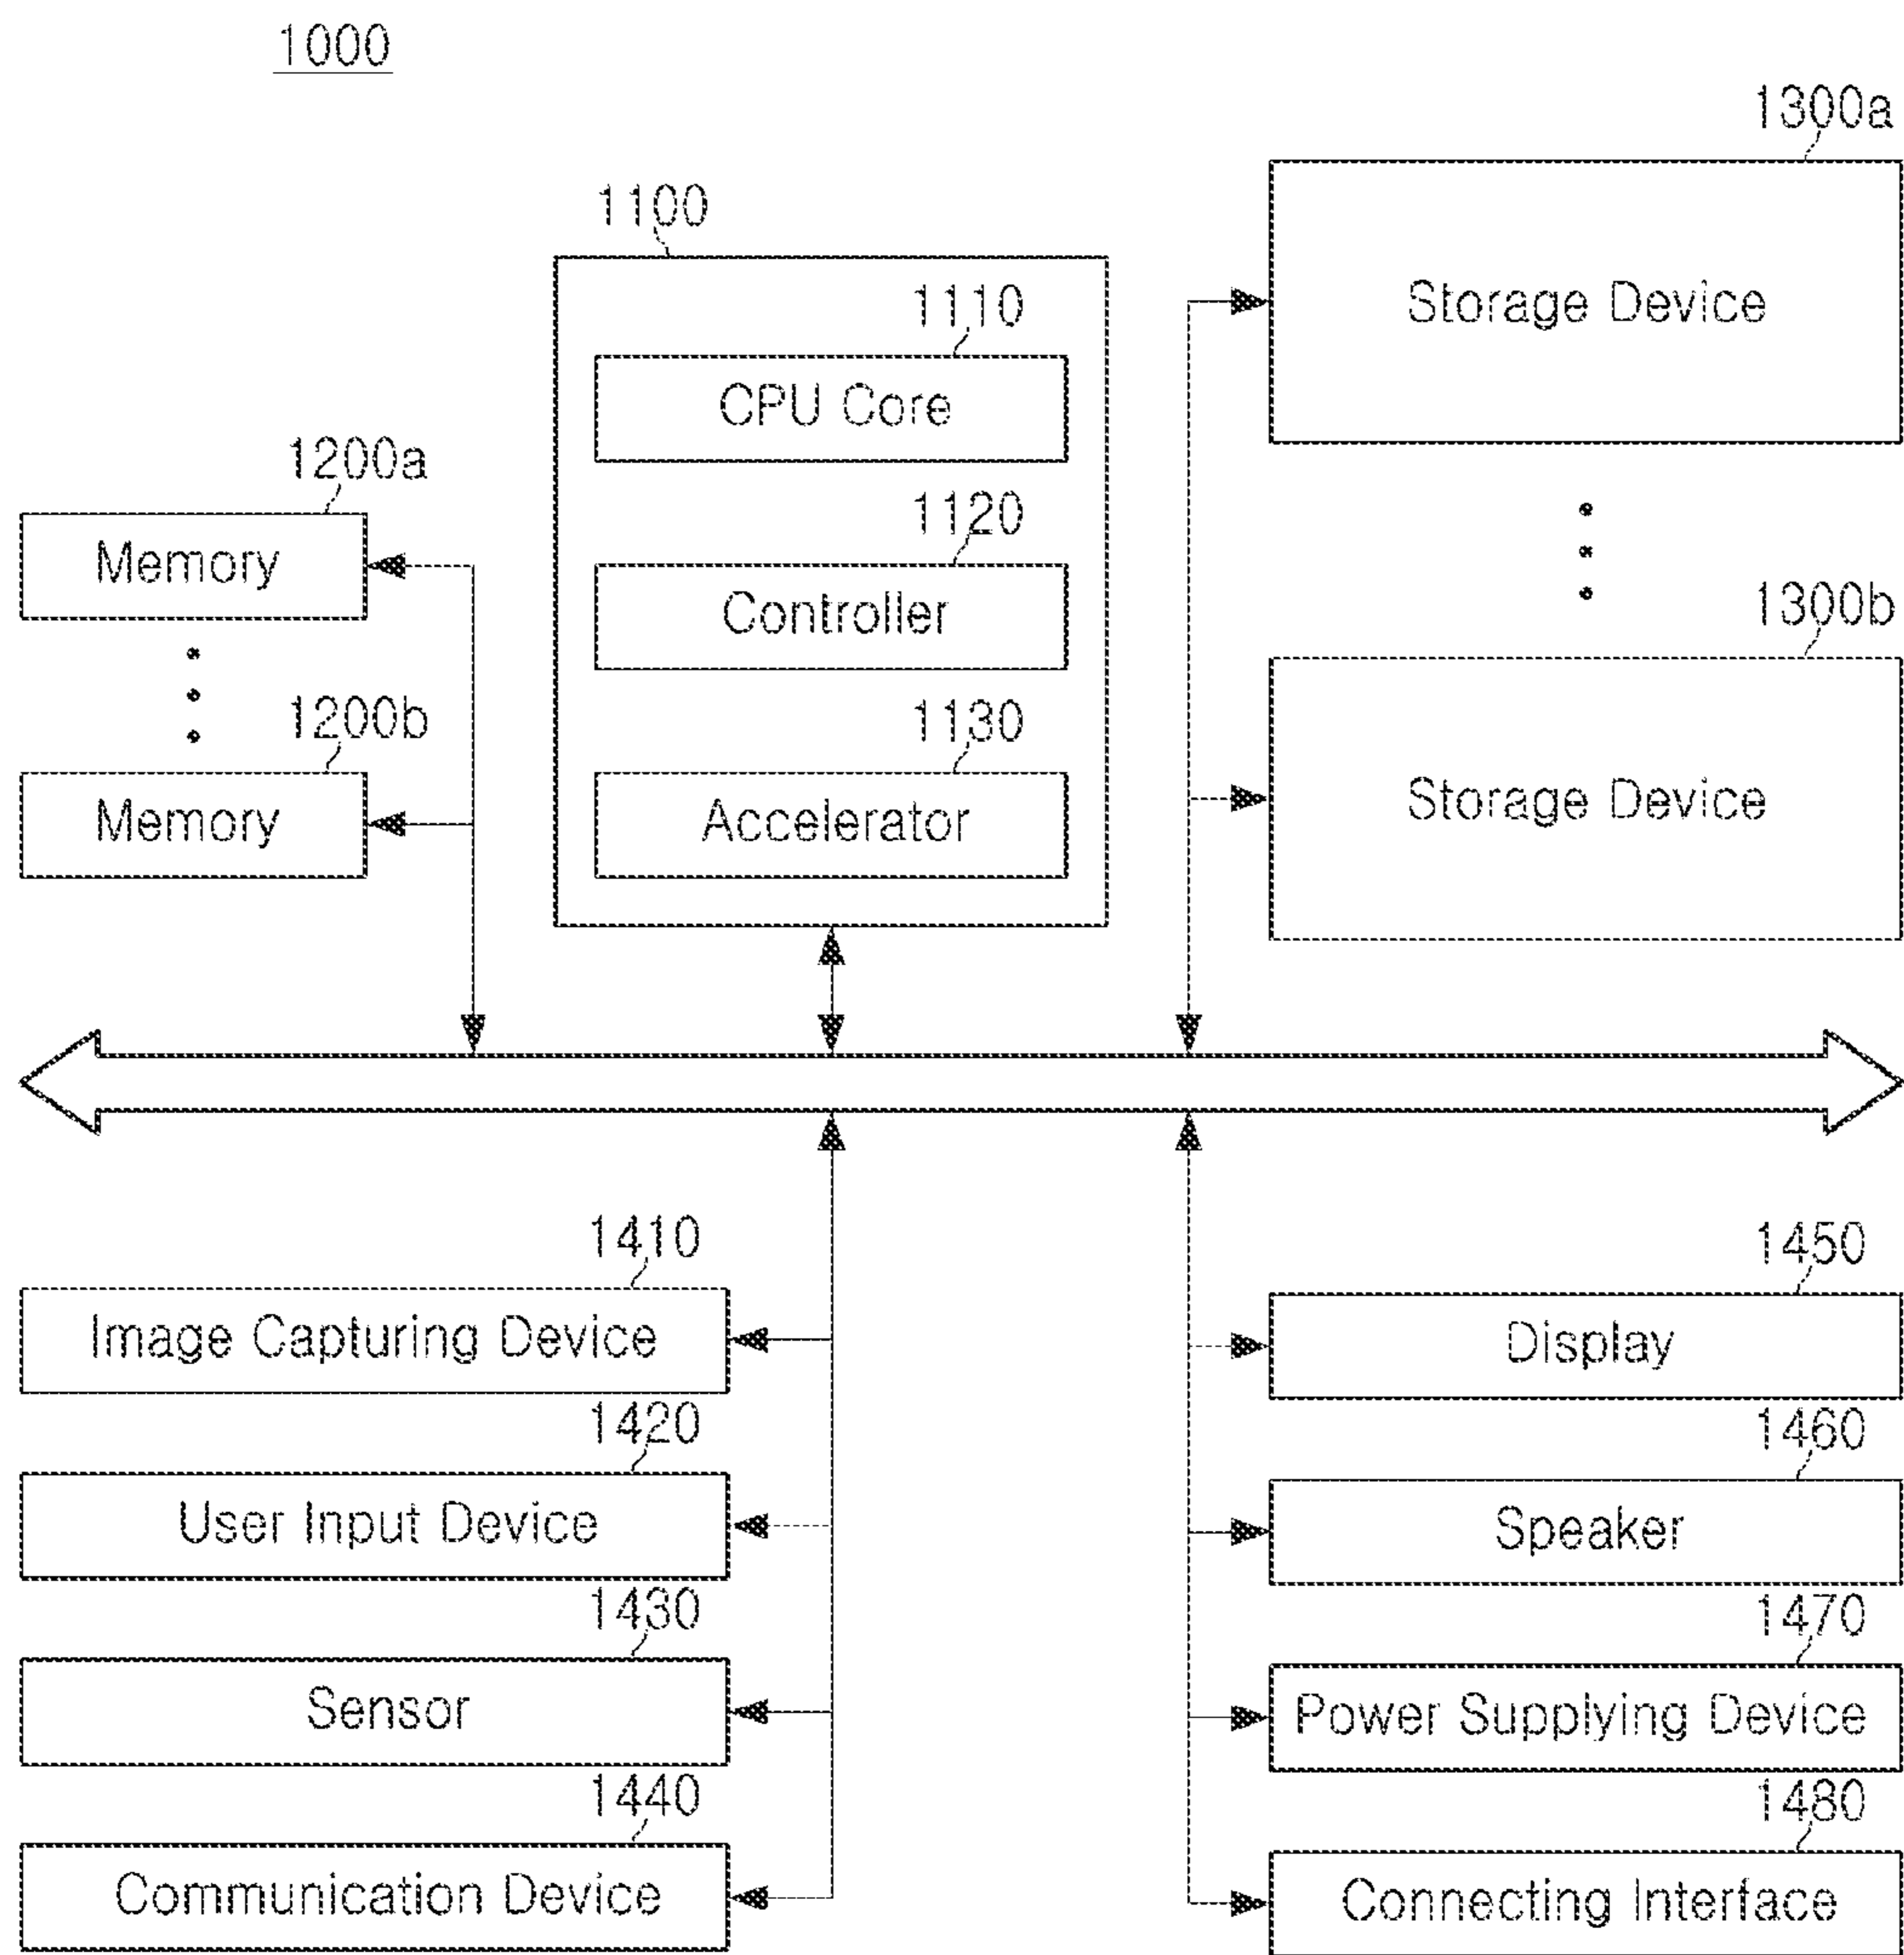 1000
1300a
Storage Device
1100
1110
CPU Core
1200a
Memory
1120
Controller
1300b
Storage Device
1200b
Memory
1130
Accelerator
1410
Image Capturing Device
1420
User Input Device
1430
Sensor
1440
Communication Device
1450
Display
1460
Speaker
1470
Power Supplying Device
1480
Connecting Interface